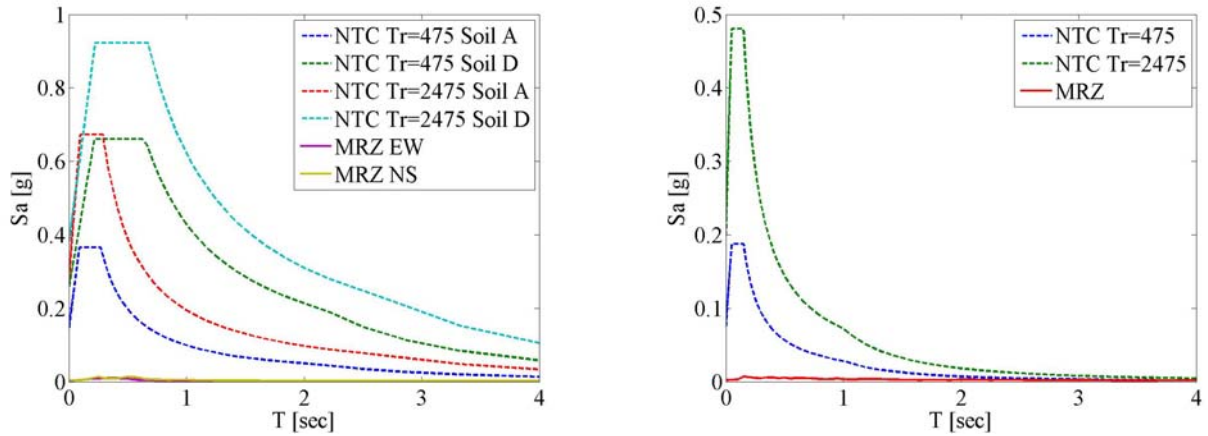 1
0.8
0.6
0.4
0.2
0
Sa [g]
0 1 2 3 4
T [sec]
NTC Tr=475 Soil A
NTC Tr=475 Soil D
NTC Tr=2475 Soil A
NTC Tr=2475 Soil D
MRZ EW
MRZ NS
0.5
0.4
0.3
0.2
0.1
0
Sa [g]
0 1 2 3 4
T [sec]
NTC Tr=475
NTC Tr=2475
MRZ